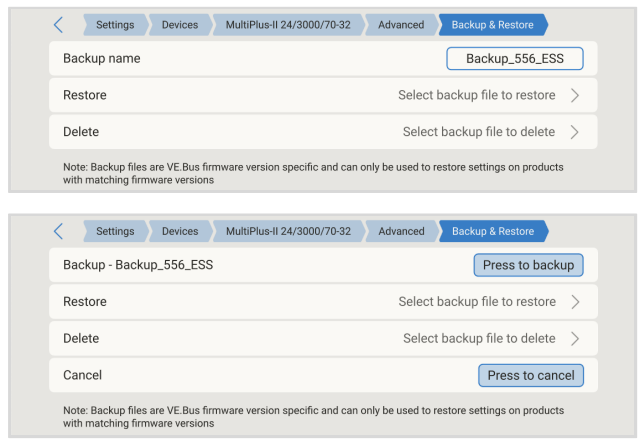 Settings Devices MultiPlus-II 24/3000/70-32 Advanced Backup & Restore
Backup name Backup_556_ESS
Restore Select backup file to restore
Delete Select backup file to delete
Note: Backup files are VE.Bus firmware version specific and can only be used to restore settings on products
with matching firmware versions
Settings Devices MultiPlus-II 24/3000/70-32 Advanced Backup & Restore
Backup - Backup_556_ESS Press to backup
Restore Select backup file to restore
Delete Select backup file to delete
Cancel Press to cancel
Note: Backup files are VE.Bus firmware version specific and can only be used to restore settings on products
with matching firmware versions